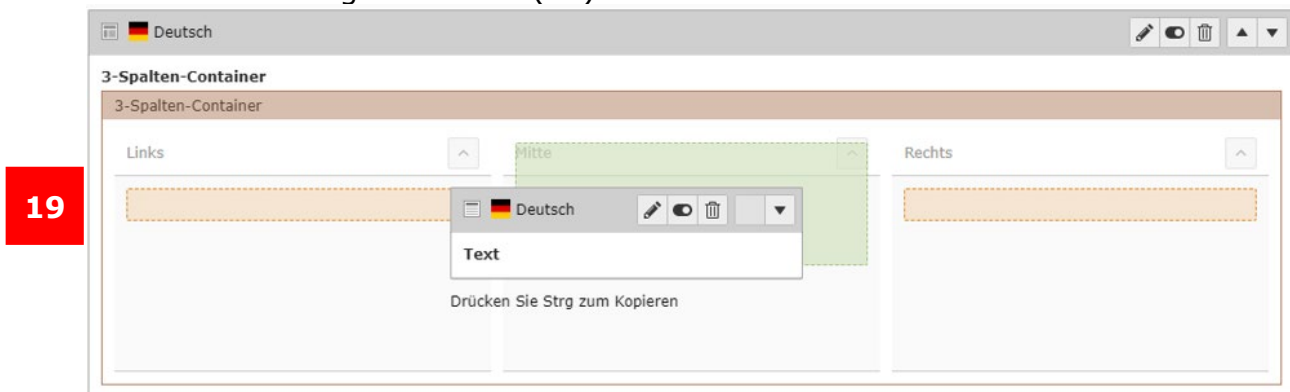 Deutsch
3-Spalten-Container
3-Spalten-Container
Links
Mitte
Rechts
19
Deutsch
Text
Drücken Sie Strg zum Kopieren